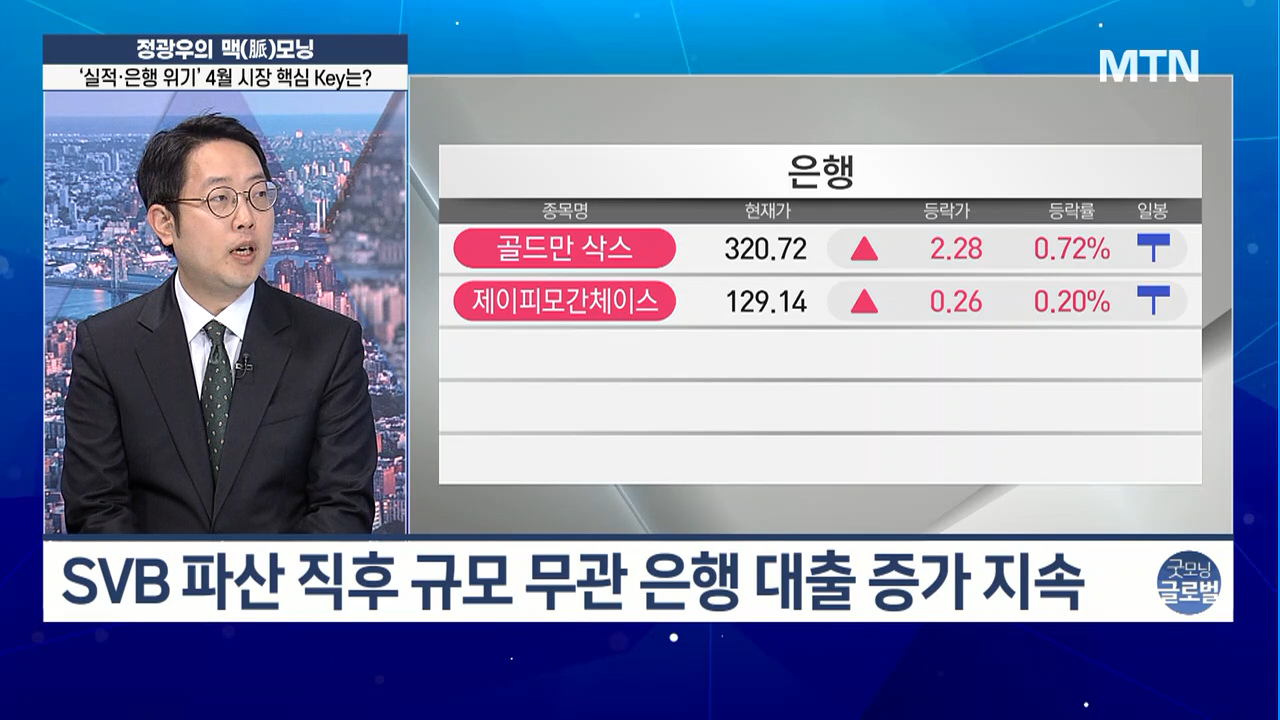 정광우의 맥(脈)모닝
'실적·은행 위기' 4월 시장 핵심 Key는?
MTN
은행
종목명 현재가 등락가 등락률 일봉
골드만 삭스 320.72 ▲ 2.28 0.72%
제이피모간체이스 129.14 ▲ 0.26 0.20%
SVB 파산 직후 규모 무관 은행 대출 증가 지속
굿모닝
글로벌